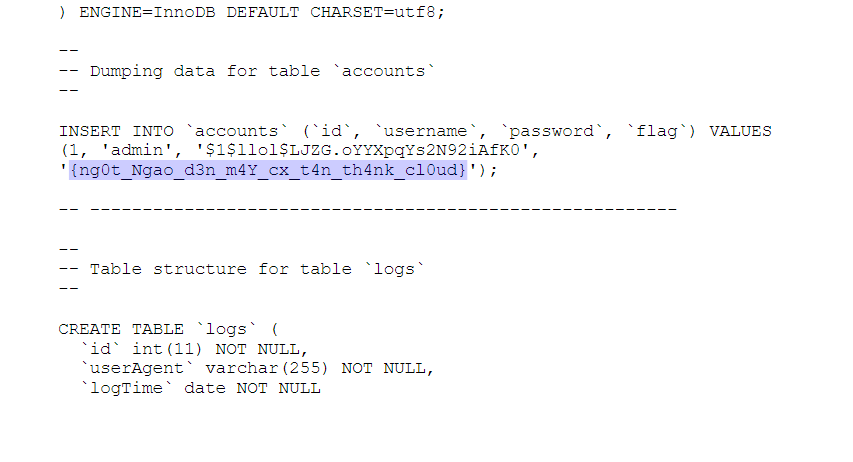 ) ENGINE=InnoDB DEFAULT CHARSET=utf8;
--
-- Dumping data for table `accounts`
--
INSERT INTO `accounts` (`id`, `username`, `password`, `flag`) VALUES
(1, 'admin', '$1$llol$LJZG.oYYXpqYs2N92iAfK0',
'{ng0t_Ngao_d3n_m4Y_cx_t4n_th4nk_cl0ud}');
-- --------------------------------------------------------
--
-- Table structure for table `logs`
--
CREATE TABLE `logs` (
`id` int(11) NOT NULL,
`userAgent` varchar(255) NOT NULL,
`logTime` date NOT NULL